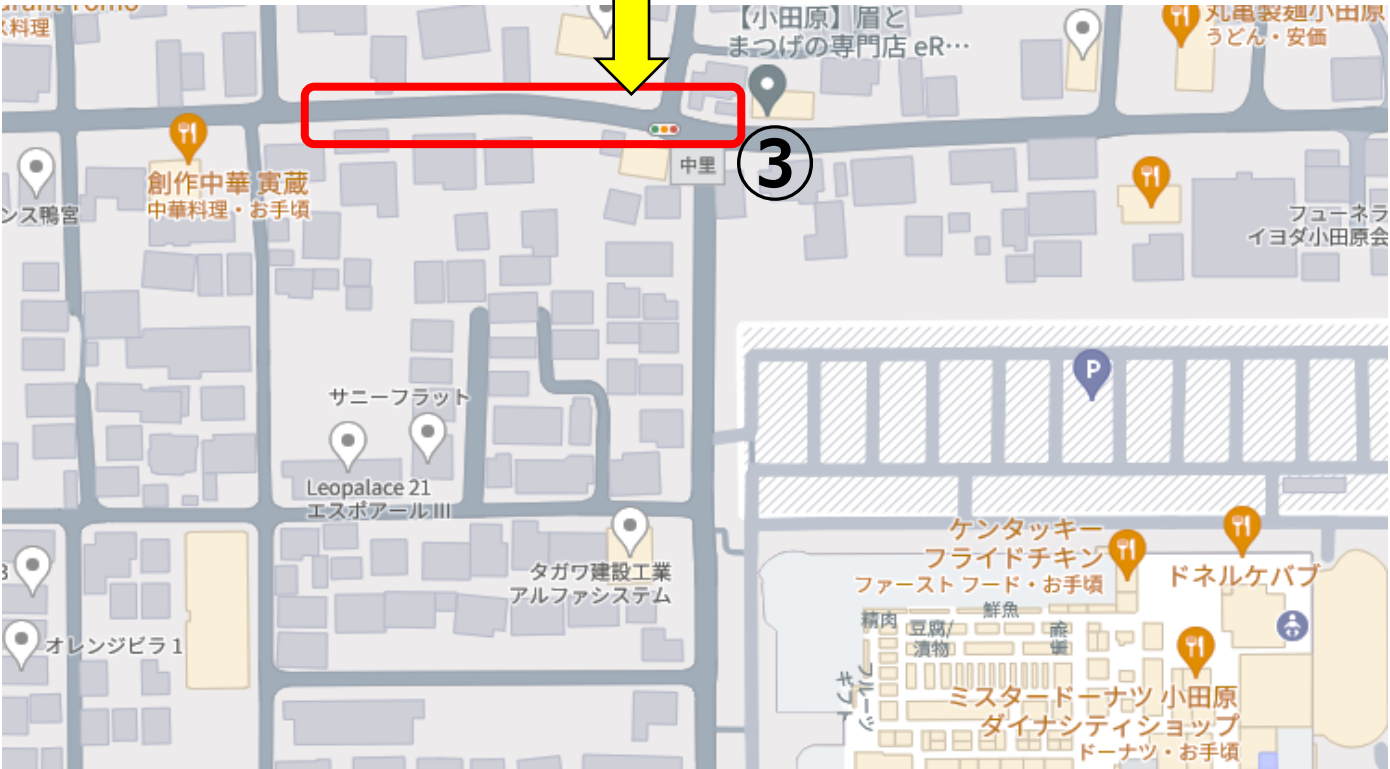 ス料理
【小田原】眉と
まつげの専門店 eR…
丸亀製麺小田原
うどん・安価
創作中華 寅蔵
中華料理・お手頃
中里
③
ンス鴨宮
フューネラ
イヨダ小田原会
P
サニーフラット
Leopalace 21
エスポアール III
タガワ建設工業
アルファシステム
ケンタッキー
フライドチキン
ファースト フード・お手頃
ドネルケバブ
精肉
鮮魚
豆腐/
漬物
フルーツ
ギフト
オレンジビラ 1
ミスタードーナツ 小田原
ダイナシティショップ
ドーナツ・お手頃